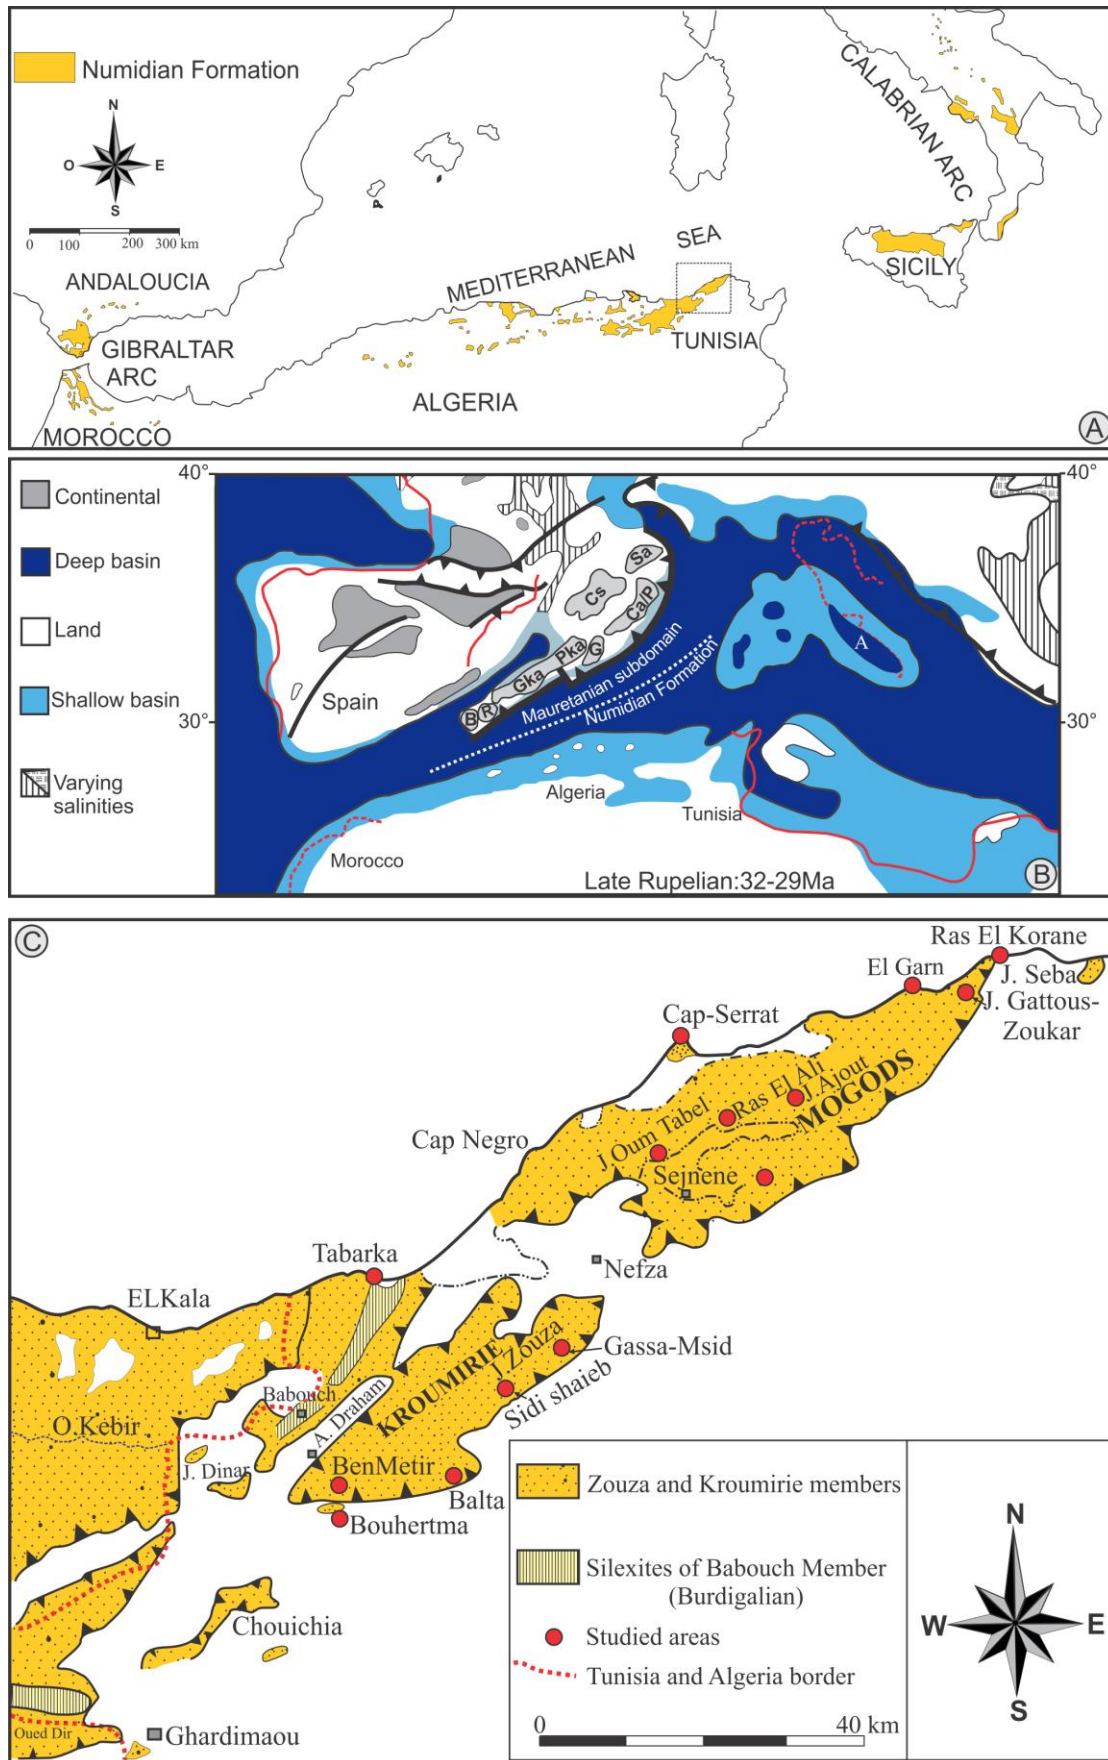 Numidian Formation
N
O
E
S
0
100
200
300 km
ANDALOUCIA
GIBRALTAR
ARC
MOROCCO
ALGERIA
MEDITERRANEAN
SEA
TUNISIA
CALABRIAN ARC
SICILY
A
Continental
Deep basin
Land
Shallow basin
Varying
salinities
40°
40°
30°
30°
Spain
Sa
Cs
Ca/P
G
Pka
Gka
R
B
Mauretanian subdomain
Numidian Formation
A
Algeria
Tunisia
Morocco
Late Rupelian:32-29Ma
B
C
Ras El Korane
El Garn
J. Seba
J. Gattous-
Zoukar
Cap-Serrat
Ras El Ali
J. Ajout
MOGODS
J.Oum Tabel
Cap Negro
Sejnene
Nefza
Tabarka
ELKala
KROUMIRIE
J.Zouza
Gassa-Msid
Sidi shaieb
Babouch
A. Draham
O.Kebir
J. Dinar
BenMetir
Balta
Bouhertma
Chouichia
Oued Dir
Ghardimaou
Zouza and Kroumirie members
Silexites of Babouch Member
(Burdigalian)
Studied areas
Tunisia and Algeria border
0
40 km
N
W
E
S